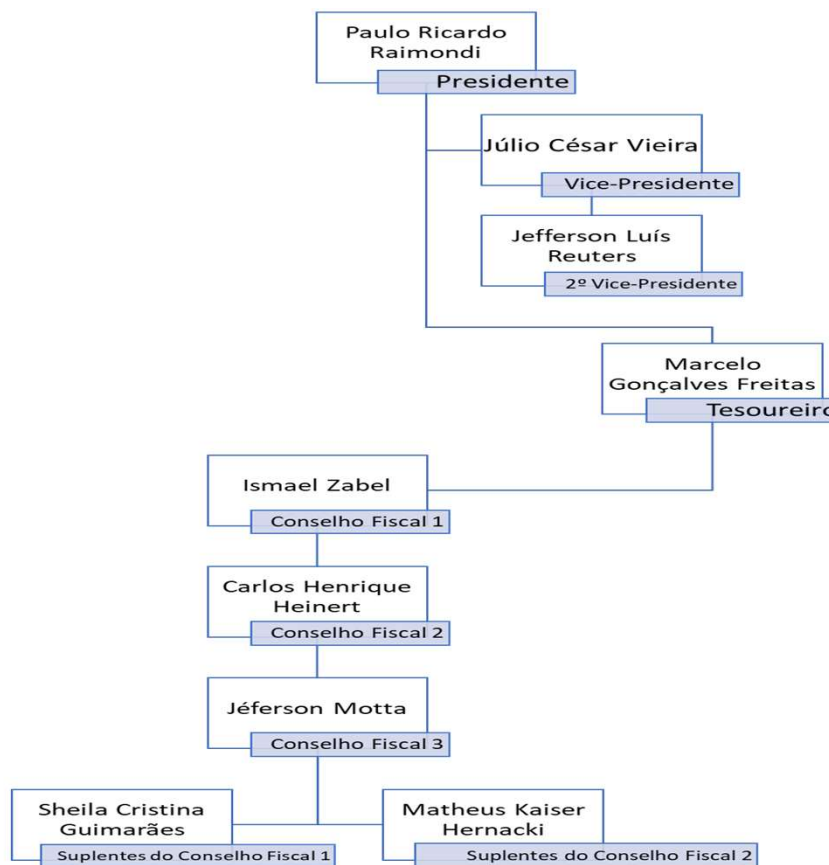 Paulo Ricardo
Raimondi
Presidente
Júlio César Vieira
Vice-Presidente
Jefferson Luís
Reuters
2º Vice-Presidente
Marcelo
Gonçalves Freitas
Tesoureiro
Ismael Zabel
Conselho Fiscal 1
Carlos Henrique
Heinert
Conselho Fiscal 2
Jéferson Motta
Conselho Fiscal 3
Sheila Cristina
Guimarães
Suplentes do Conselho Fiscal 1
Matheus Kaiser
Hernacki
Suplentes do Conselho Fiscal 2